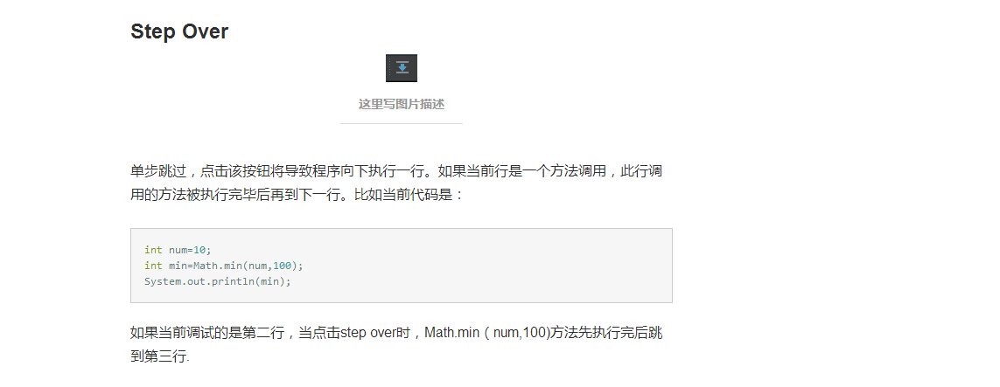 Step Over
这里写图片描述
单步跳过，点击该按钮将导致程序向下执行一行。如果当前行是一个方法调用，此行调
用的方法被执行完毕后再到下一行。比如当前代码是：
int num=10;
int min=Math.min(num,100);
System.out.println(min);
如果当前调试的是第二行，当点击step over时，Math.min（num,100)方法先执行完后跳
到第三行.